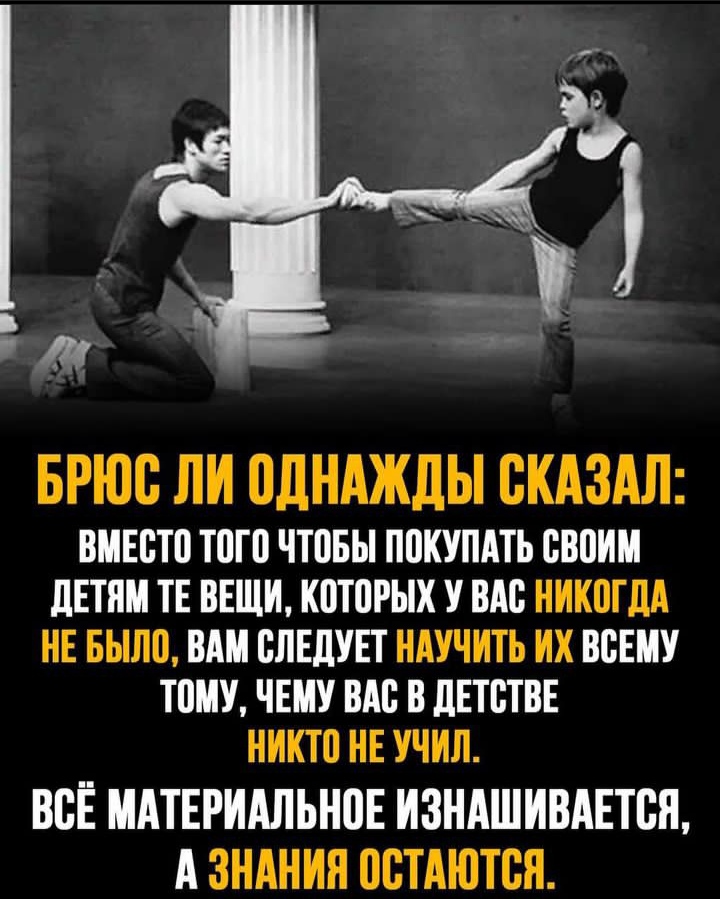 БРЮС ЛИ ОДНАЖДЫ СКАЗАЛ:
ВМЕСТО ТОГО ЧТОБЫ ПОКУПАТЬ СВОИМ
ДЕТЯМ ТЕ ВЕЩИ, КОТОРЫХ У ВАС НИКОГДА
НЕ БЫЛО, ВАМ СЛЕДУЕТ НАУЧИТЬ ИХ ВСЕМУ
ТОМУ, ЧЕМУ ВАС В ДЕТСТВЕ
НИКТО НЕ УЧИЛ.
ВСЁ МАТЕРИАЛЬНОЕ ИЗНАШИВАЕТСЯ,
А ЗНАНИЯ ОСТАЮТСЯ.